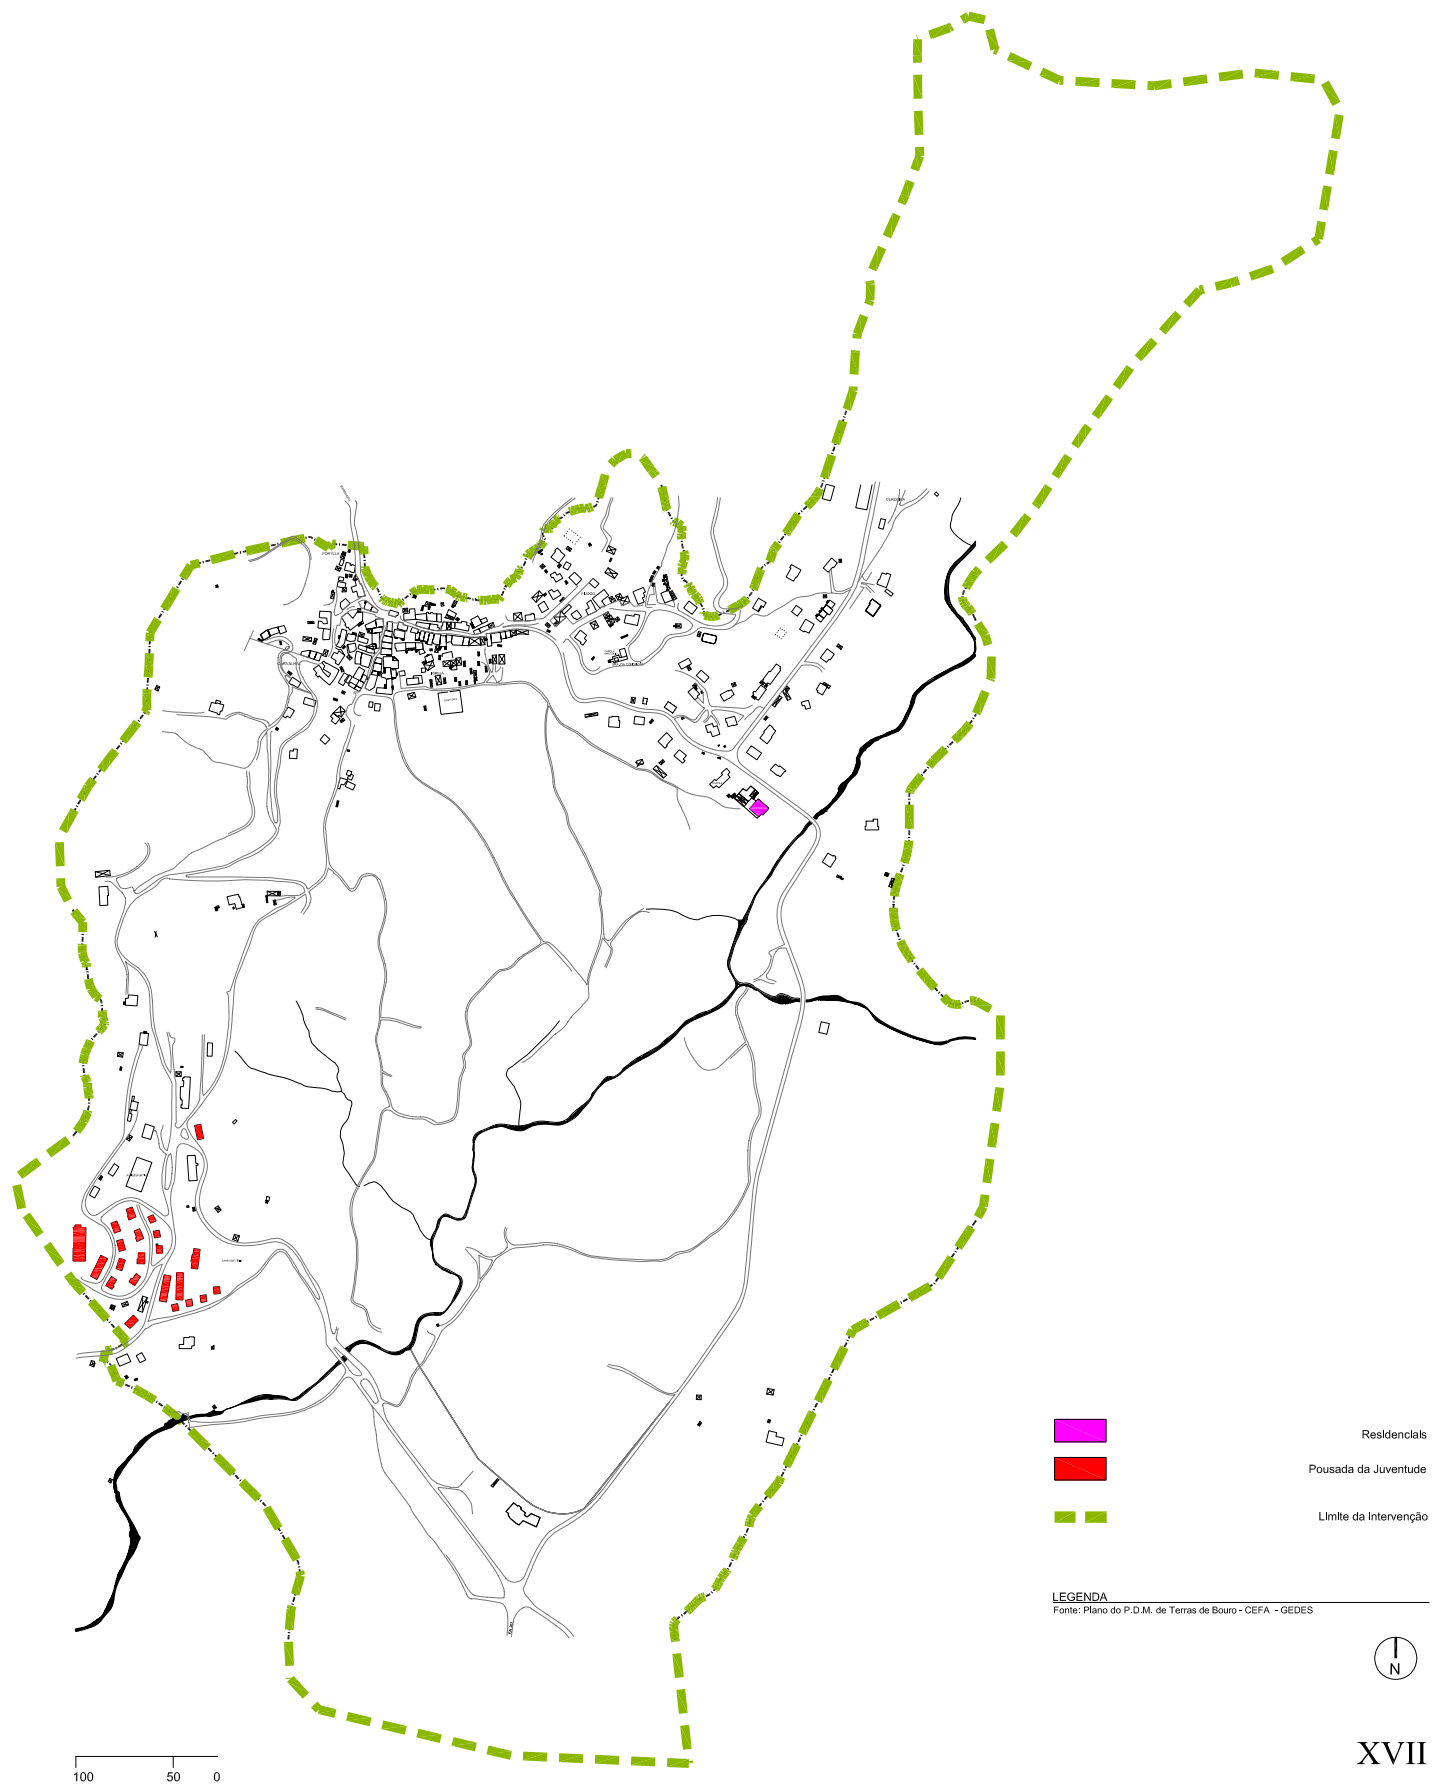 Residenciais
Pousada da Juventude
Limite da Intervenção
LEGENDA
Fonte: Plano do P.D.M. de Terras de Bouro - CEFA - GEDES
N
XVII
100 50 0